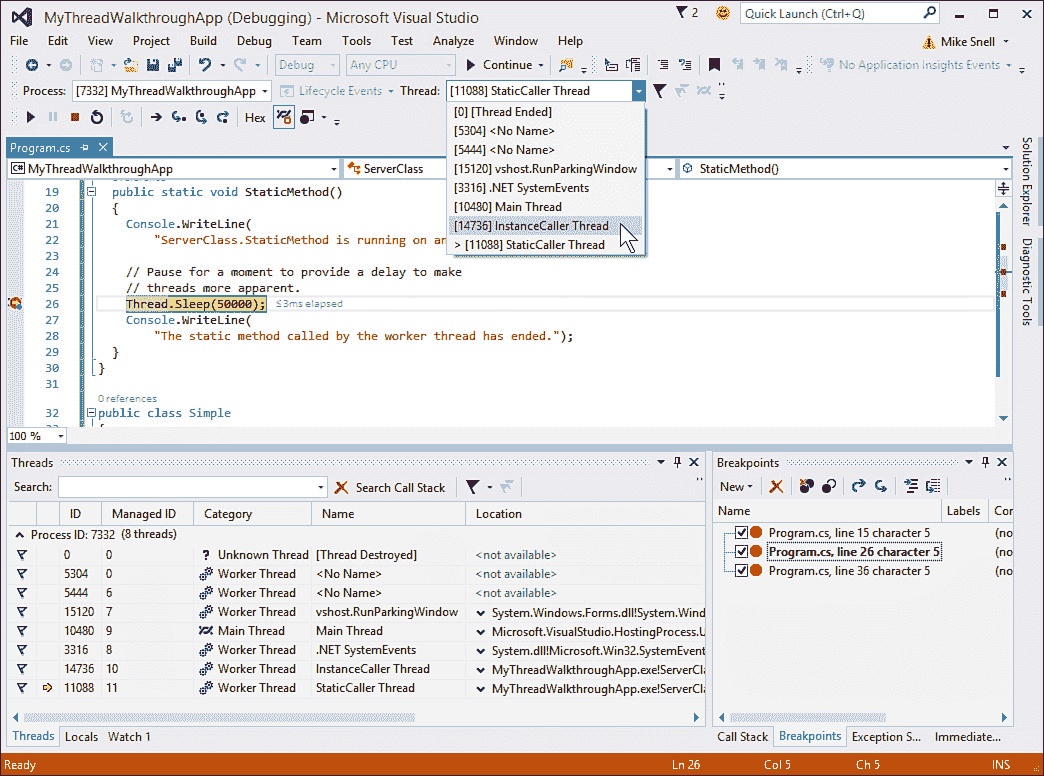 MyThreadWalkthroughApp (Debugging) - Microsoft Visual Studio
2
Quick Launch (Ctrl+Q)
File Edit View Project Build Debug Team Tools Test Analyze Window Help
Mike Snell
Debug Any CPU Continue No Application Insights Events
Process: [7332] MyThreadWalkthroughApp Lifecycle Events Thread: [11088] StaticCaller Thread
[0] [Thread Ended]
[5304] <No Name>
[5444] <No Name>
[15120] vshost.RunParkingWindow
[3316] .NET SystemEvents
[10480] Main Thread
[14736] InstanceCaller Thread
> [11088] StaticCaller Thread
Hex
Program.cs
MyThreadWalkthroughApp ServerClass StaticMethod()
19 public static void StaticMethod()
20 {
21 Console.WriteLine(
22 "ServerClass.StaticMethod is running on an
23
24 // Pause for a moment to provide a delay to make
25 // threads more apparent.
26 Thread.Sleep(50000); ≤3ms elapsed
27 Console.WriteLine(
28 "The static method called by the worker thread has ended.");
29 }
30 }
31
0 references
32 public class Simple
{
100 %
Solution Explorer
Diagnostic Tools
Threads
Search: Search Call Stack
ID Managed ID Category Name Location
Process ID: 7332 (8 threads)
0 0 ? Unknown Thread [Thread Destroyed] <not available>
5304 0 Worker Thread <No Name> <not available>
5444 6 Worker Thread <No Name> <not available>
15120 7 Worker Thread vshost.RunParkingWindow System.Windows.Forms.dll!System.Wind
10480 9 Main Thread Main Thread Microsoft.VisualStudio.HostingProcess.U
3316 8 Worker Thread .NET SystemEvents System.dll!Microsoft.Win32.SystemEvent
14736 10 Worker Thread InstanceCaller Thread MyThreadWalkthroughApp.exe!ServerCla
11088 11 Worker Thread StaticCaller Thread MyThreadWalkthroughApp.exe!ServerCla
Threads Locals Watch 1
Breakpoints
New
Name Labels Cor
Program.cs, line 15 character 5 (no
Program.cs, line 26 character 5 (no
Program.cs, line 36 character 5 (no
Call Stack Breakpoints Exception S... Immediate...
Ready Ln 26 Col 5 Ch 5 INS